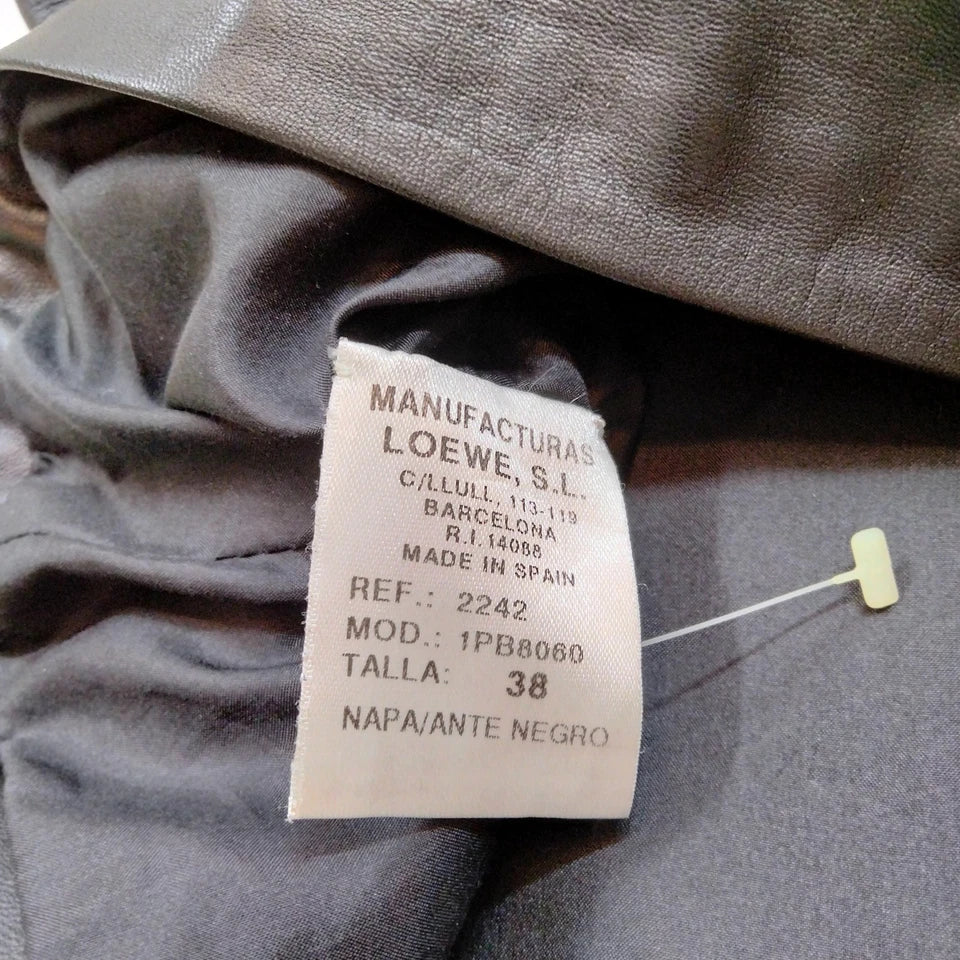 MANUFACTURAS
LOEWE, S.L.
C/LLULL, 113-119
BARCELONA
R.I.14088
MADE IN SPAIN
REF.: 2242
MOD.: 1PB8060
TALLA: 38
NAPA/ANTE NEGRO